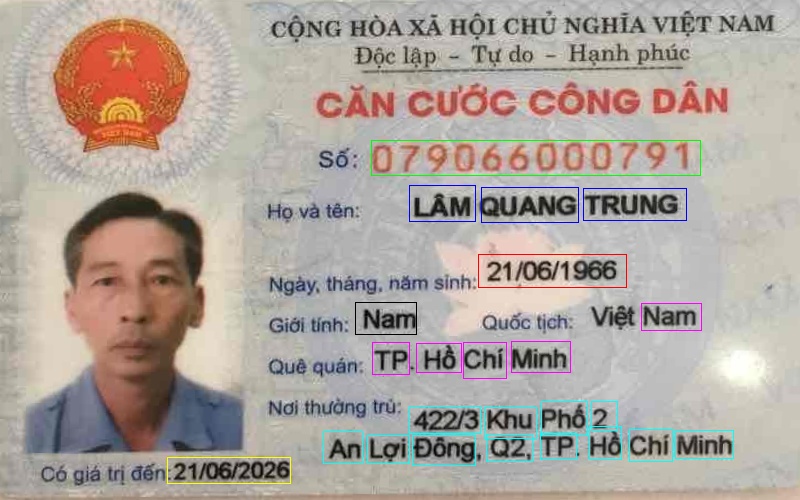 CỘNG HÒA XÃ HỘI CHỦ NGHĨA VIỆT NAM
Độc lập - Tự do - Hạnh phúc
CĂN CƯỚC CÔNG DÂN
Số: 079066000791
Họ và tên: LÂM QUANG TRUNG
Ngày, tháng, năm sinh: 21/06/1966
Giới tính: Nam Quốc tịch: Việt Nam
Quê quán: TP. Hồ Chí Minh
Nơi thường trú: 422/3 Khu Phố 2
An Lợi Đông, Q2, TP. Hồ Chí Minh
Có giá trị đến: 21/06/2026